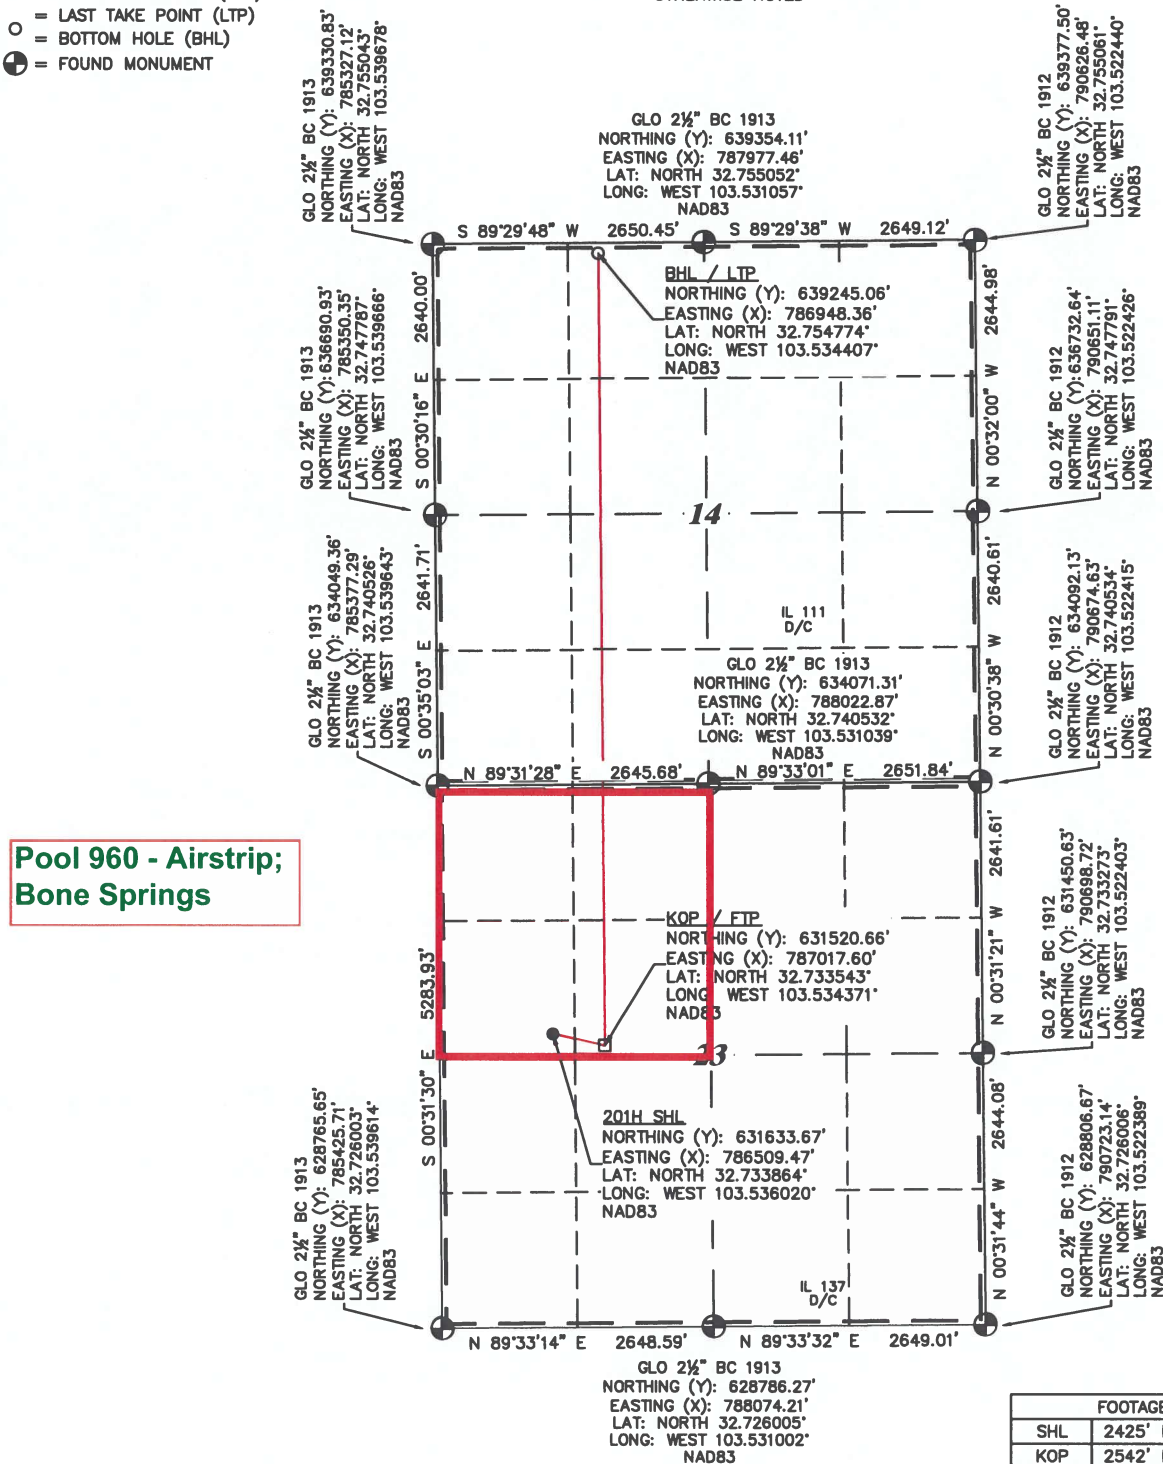 = LAST TAKE POINT (LTP)
= BOTTOM HOLE (BHL)
= FOUND MONUMENT
GLO 2½" BC 1913
NORTHING (Y): 639330.83'
EASTING (X): 785327.12'
LAT: NORTH 32.755043°
LONG: WEST 103.539678°
NAD83
GLO 2½" BC 1913
NORTHING (Y): 639354.11'
EASTING (X): 787977.46'
LAT: NORTH 32.755052°
LONG: WEST 103.531057°
NAD83
GLO 2½" BC 1912
NORTHING (Y): 639377.50'
EASTING (X): 790626.48'
LAT: NORTH 32.755061°
LONG: WEST 103.522440°
NAD83
S 89°29'48" W 2650.45'
S 89°29'38" W 2649.12'
BHL / LTP
NORTHING (Y): 639245.06'
EASTING (X): 786948.36'
LAT: NORTH 32.754774°
LONG: WEST 103.534407°
NAD83
S 00°30'16" E 2640.00'
N 00°32'00" W 2644.98'
GLO 2½" BC 1913
NORTHING (Y): 636690.93'
EASTING (X): 785350.35'
LAT: NORTH 32.747787°
LONG: WEST 103.539666°
NAD83
GLO 2½" BC 1912
NORTHING (Y): 636732.64'
EASTING (X): 790651.11'
LAT: NORTH 32.747791°
LONG: WEST 103.522426°
NAD83
14
S 00°35'03" E 2641.71'
N 00°30'38" W 2640.61'
IL 111
D/C
GLO 2½" BC 1913
NORTHING (Y): 634049.36'
EASTING (X): 785377.29'
LAT: NORTH 32.740526°
LONG: WEST 103.539643°
NAD83
GLO 2½" BC 1913
NORTHING (Y): 634071.31'
EASTING (X): 788022.87'
LAT: NORTH 32.740532°
LONG: WEST 103.531039°
NAD83
GLO 2½" BC 1912
NORTHING (Y): 634092.13'
EASTING (X): 790674.63'
LAT: NORTH 32.740534°
LONG: WEST 103.522415°
NAD83
N 89°31'28" E 2645.68'
N 89°33'01" E 2651.84'
Pool 960 - Airstrip;
Bone Springs
KOP / FTP
NORTHING (Y): 631520.66'
EASTING (X): 787017.60'
LAT: NORTH 32.733543°
LONG: WEST 103.534371°
NAD83
S 00°31'30" E 5283.93'
N 00°31'21" W 2641.61'
GLO 2½" BC 1912
NORTHING (Y): 631450.63'
EASTING (X): 790698.72'
LAT: NORTH 32.733273°
LONG: WEST 103.522403°
NAD83
23
201H SHL
NORTHING (Y): 631633.67'
EASTING (X): 786509.47'
LAT: NORTH 32.733864°
LONG: WEST 103.536020°
NAD83
N 00°31'44" W 2644.08'
GLO 2½" BC 1913
NORTHING (Y): 628765.65'
EASTING (X): 785425.71'
LAT: NORTH 32.726003°
LONG: WEST 103.539614°
NAD83
GLO 2½" BC 1912
NORTHING (Y): 628806.67'
EASTING (X): 790723.14'
LAT: NORTH 32.726006°
LONG: WEST 103.522389°
NAD83
IL 137
D/C
N 89°33'14" E 2648.59'
N 89°33'32" E 2649.01'
GLO 2½" BC 1913
NORTHING (Y): 628786.27'
EASTING (X): 788074.21'
LAT: NORTH 32.726005°
LONG: WEST 103.531002°
NAD83
FOOTAGE
SHL 2425'
KOP 2542'